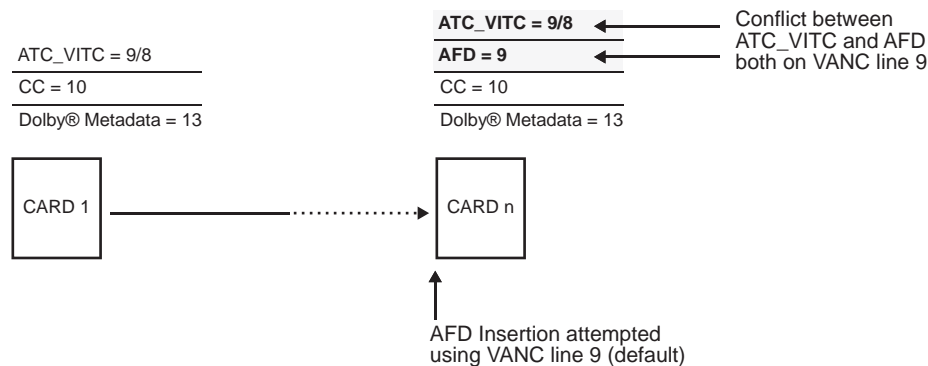 ATC_VITC = 9/8
CC = 10
Dolby® Metadata = 13
CARD 1
ATC_VITC = 9/8
AFD = 9
CC = 10
Dolby® Metadata = 13
Conflict between
ATC_VITC and AFD
both on VANC line 9
CARD n
AFD Insertion attempted
using VANC line 9 (default)